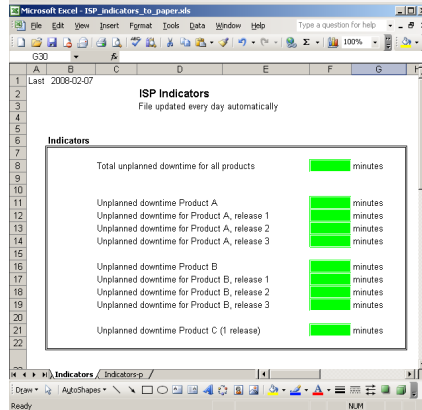 Microsoft Excel - ISP_indicators_to_paper.xls
File Edit View Insert Format Tools Data Window Help Type a question for help
100%
G30 fx
A B C D E F G
1 Last 2008-02-07
2 ISP Indicators
3 File updated every day automatically
4
5
6 Indicators
7
8 Total unplanned downtime for all products minutes
9
10
11 Unplanned downtime Product A minutes
12 Unplanned downtime for Product A, release 1 minutes
13 Unplanned downtime for Product A, release 2 minutes
14 Unplanned downtime for Product A, release 3 minutes
15
16 Unplanned downtime Product B minutes
17 Unplanned downtime for Product B, release 1 minutes
18 Unplanned downtime for Product B, release 2 minutes
19 Unplanned downtime for Product B, release 3 minutes
20
21 Unplanned downtime Product C (1 release) minutes
22
Indicators / Indicators-p /
Draw AutoShapes
Ready NUM